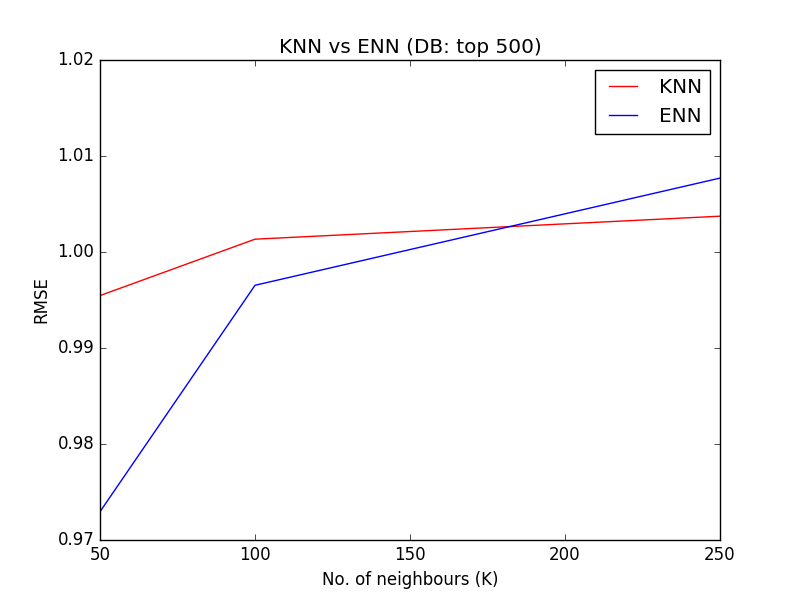 KNN vs ENN (DB: top 500)
KNN
ENN
1.02
1.01
1.00
0.99
0.98
0.97
RMSE
50 100 150 200 250
No. of neighbours (K)